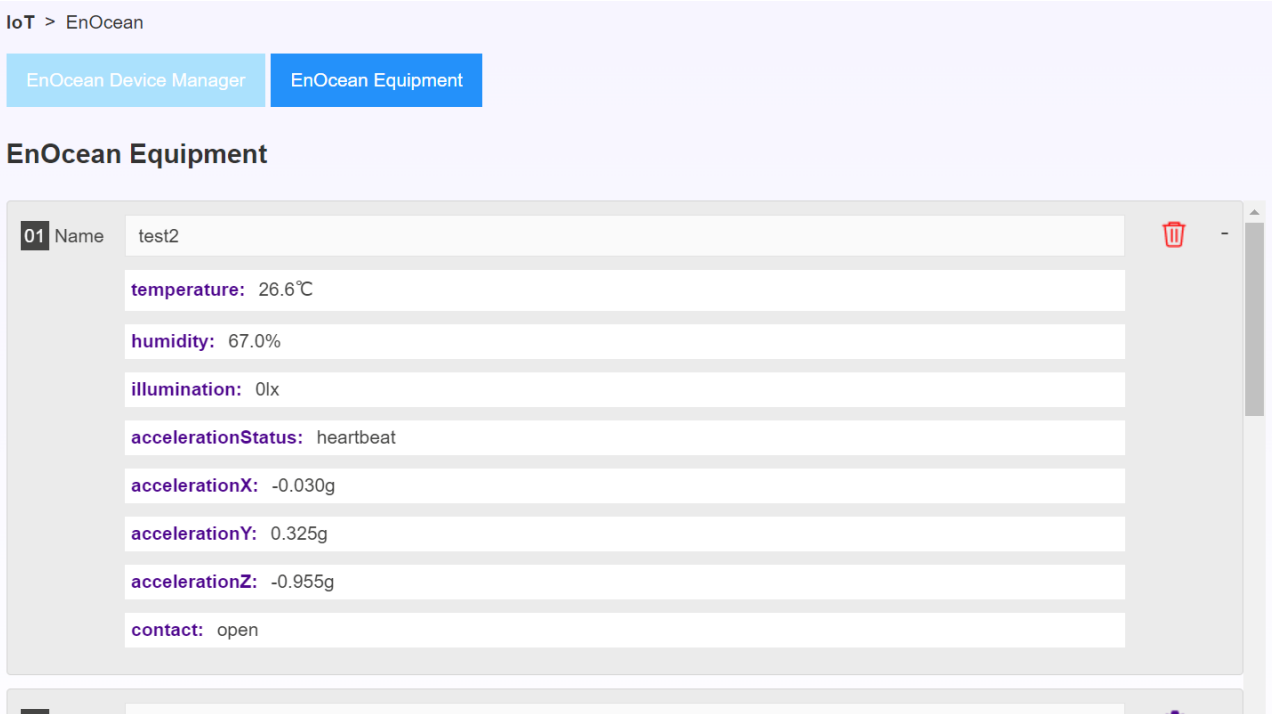 IoT > EnOcean
EnOcean Device Manager EnOcean Equipment
EnOcean Equipment
01 Name test2 -
temperature: 26.6℃
humidity: 67.0%
illumination: 0lx
accelerationStatus: heartbeat
accelerationX: -0.030g
accelerationY: 0.325g
accelerationZ: -0.955g
contact: open